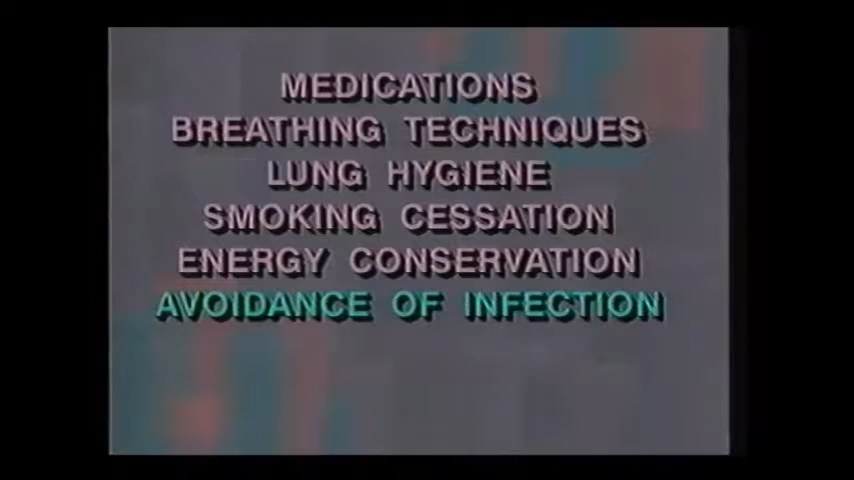 MEDICATIONS
BREATHING TECHNIQUES
LUNG HYGIENE
SMOKING CESSATION
ENERGY CONSERVATION
AVOIDANCE OF INFECTION